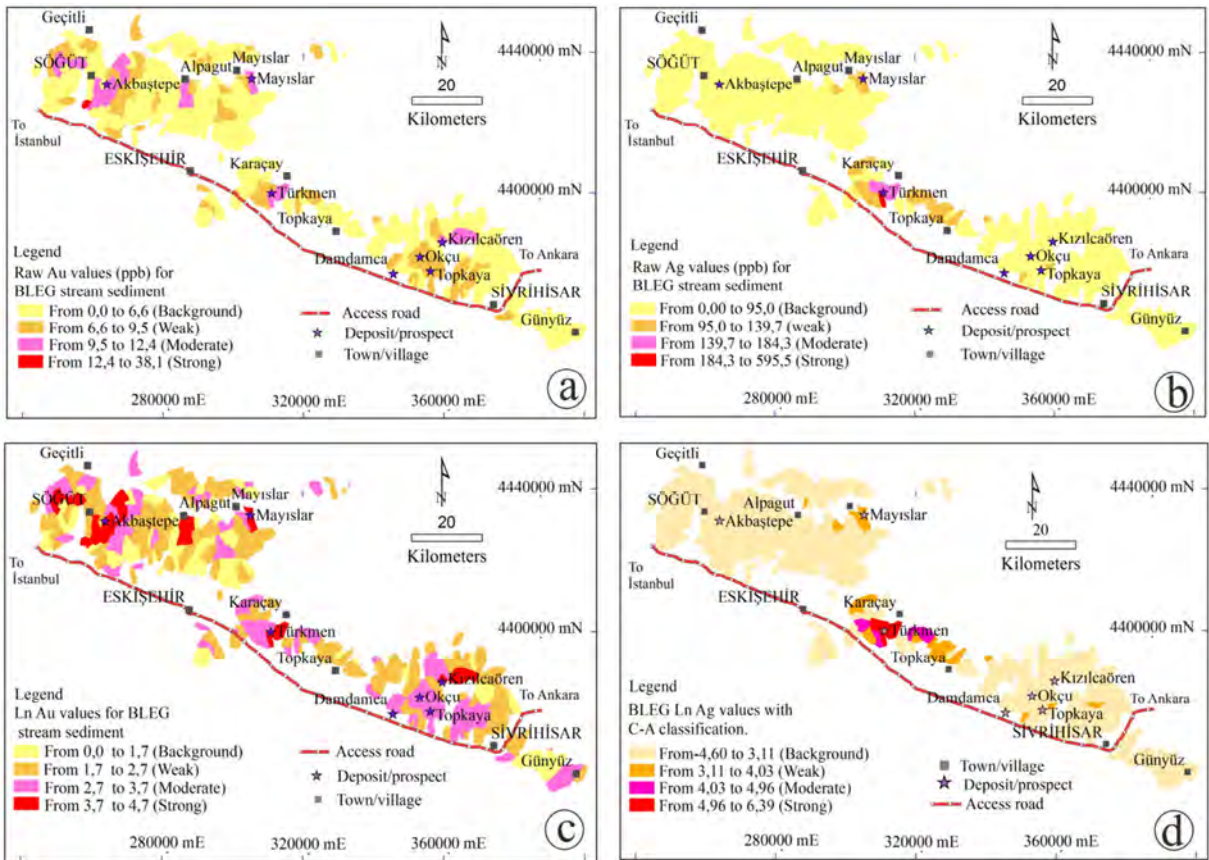 Geçitli
SÖĞÜT
Akbaştepe
Alpagut
Mayıslar
Mayıslar
4440000 mN
N
20
Kilometers
To
İstanbul
ESKİŞEHİR
Karaçay
Türkmen
4400000 mN
Topkaya
Kızılcaören
Okçu
To Ankara
Damdamca
Topkaya
SİVRİHİSAR
Günyüz
Legend
Raw Au values (ppb) for
BLEG stream sediment
From 0,0 to 6,6 (Background)
From 6,6 to 9,5 (Weak)
From 9,5 to 12,4 (Moderate)
From 12,4 to 38,1 (Strong)
Access road
Deposit/prospect
Town/village
280000 mE
320000 mE
360000 mE
a
Geçitli
SÖĞÜT
Akbaştepe
Alpagut
Mayıslar
Mayıslar
4440000 mN
N
20
Kilometers
To
İstanbul
ESKİŞEHİR
Karaçay
Türkmen
4400000 mN
Topkaya
Kızılcaören
Okçu
To Ankara
Damdamca
Topkaya
SİVRİHİSAR
Günyüz
Legend
Raw Ag values (ppb) for
BLEG stream sediment
From 0,00 to 95,0 (Background)
From 95,0 to 139,7 (weak)
From 139,7 to 184,3 (Moderate)
From 184,3 to 595,5 (Strong)
Access road
Deposit/prospect
Town/village
280000 mE
320000 mE
360000 mE
b
Geçitli
SÖĞÜT
Akbaştepe
Alpagut
Mayıslar
Mayıslar
4440000 mN
N
20
Kilometers
To
İstanbul
ESKİŞEHİR
Karaçay
Türkmen
4400000 mN
Topkaya
Kızılcaören
Okçu
To Ankara
Damdamca
Topkaya
SİVRİHİSAR
Günyüz
Legend
Ln Au values for BLEG
stream sediment
From 0,0 to 1,7 (Background)
From 1,7 to 2,7 (Weak)
From 2,7 to 3,7 (Moderate)
From 3,7 to 4,7 (Strong)
Access road
Deposit/prospect
Town/village
280000 mE
320000 mE
360000 mE
c
Geçitli
SÖĞÜT
Akbaştepe
Alpagut
Mayıslar
Mayıslar
4440000 mN
N
20
Kilometers
To
İstanbul
ESKİŞEHİR
Karaçay
Türkmen
4400000 mN
Topkaya
Kızılcaören
Okçu
To Ankara
Damdamca
Topkaya
SİVRİHİSAR
Günyüz
Legend
BLEG Ln Ag values with
C-A classification.
From-4,60 to 3,11 (Background)
From 3,11 to 4,03 (Weak)
From 4,03 to 4,96 (Moderate)
From 4,96 to 6,39 (Strong)
Town/village
Deposit/prospect
Access road
280000 mE
320000 mE
360000 mE
d